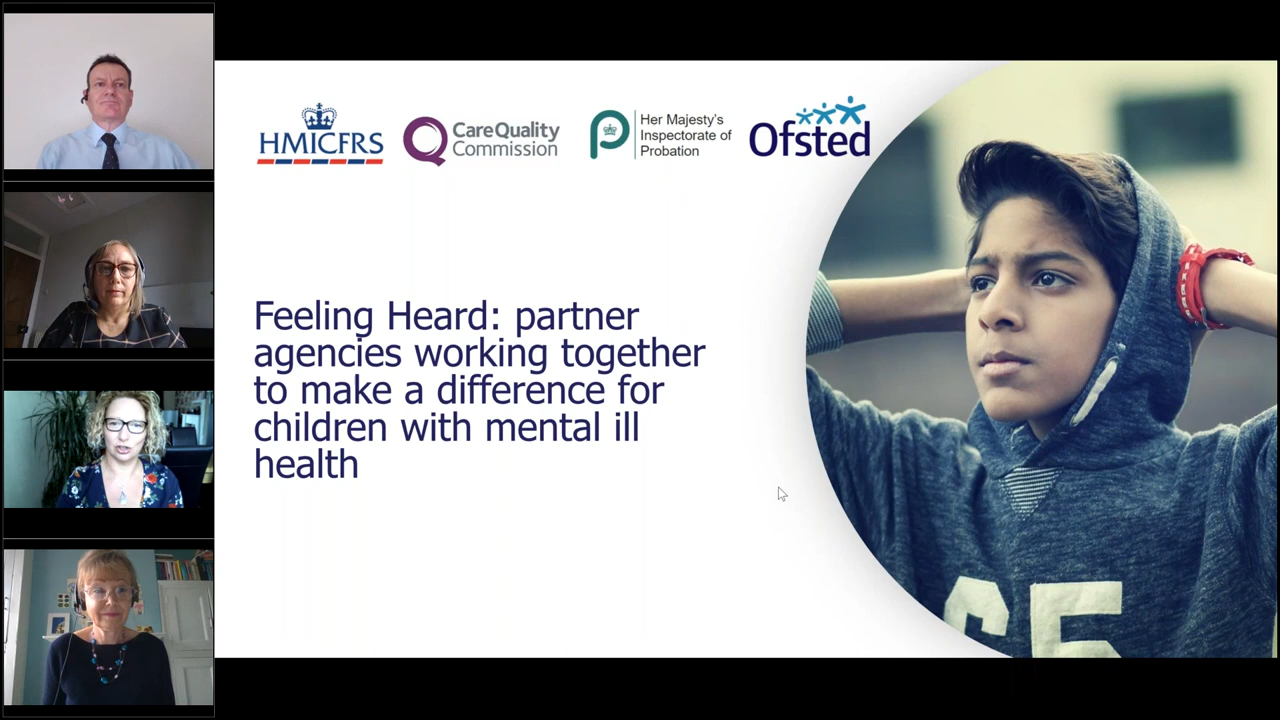 HMICFRS
CareQuality
Commission
Her Majesty's
Inspectorate of
Probation
Ofsted
Feeling Heard: partner
agencies working together
to make a difference for
children with mental ill
health